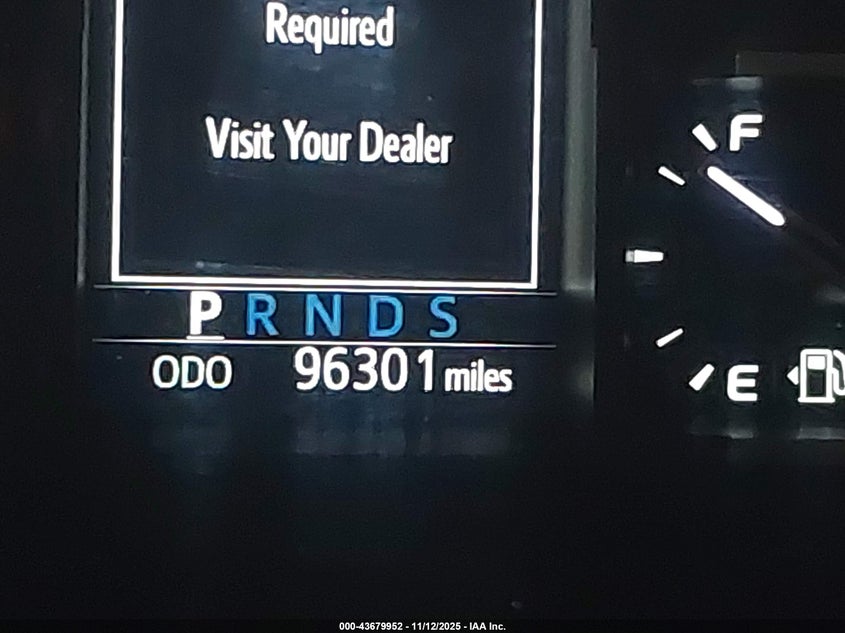 Required
Visit Your Dealer
F
P R N D S
ODO 96301 miles
E
000-43679952 - 11/12/2025 - IAA Inc.